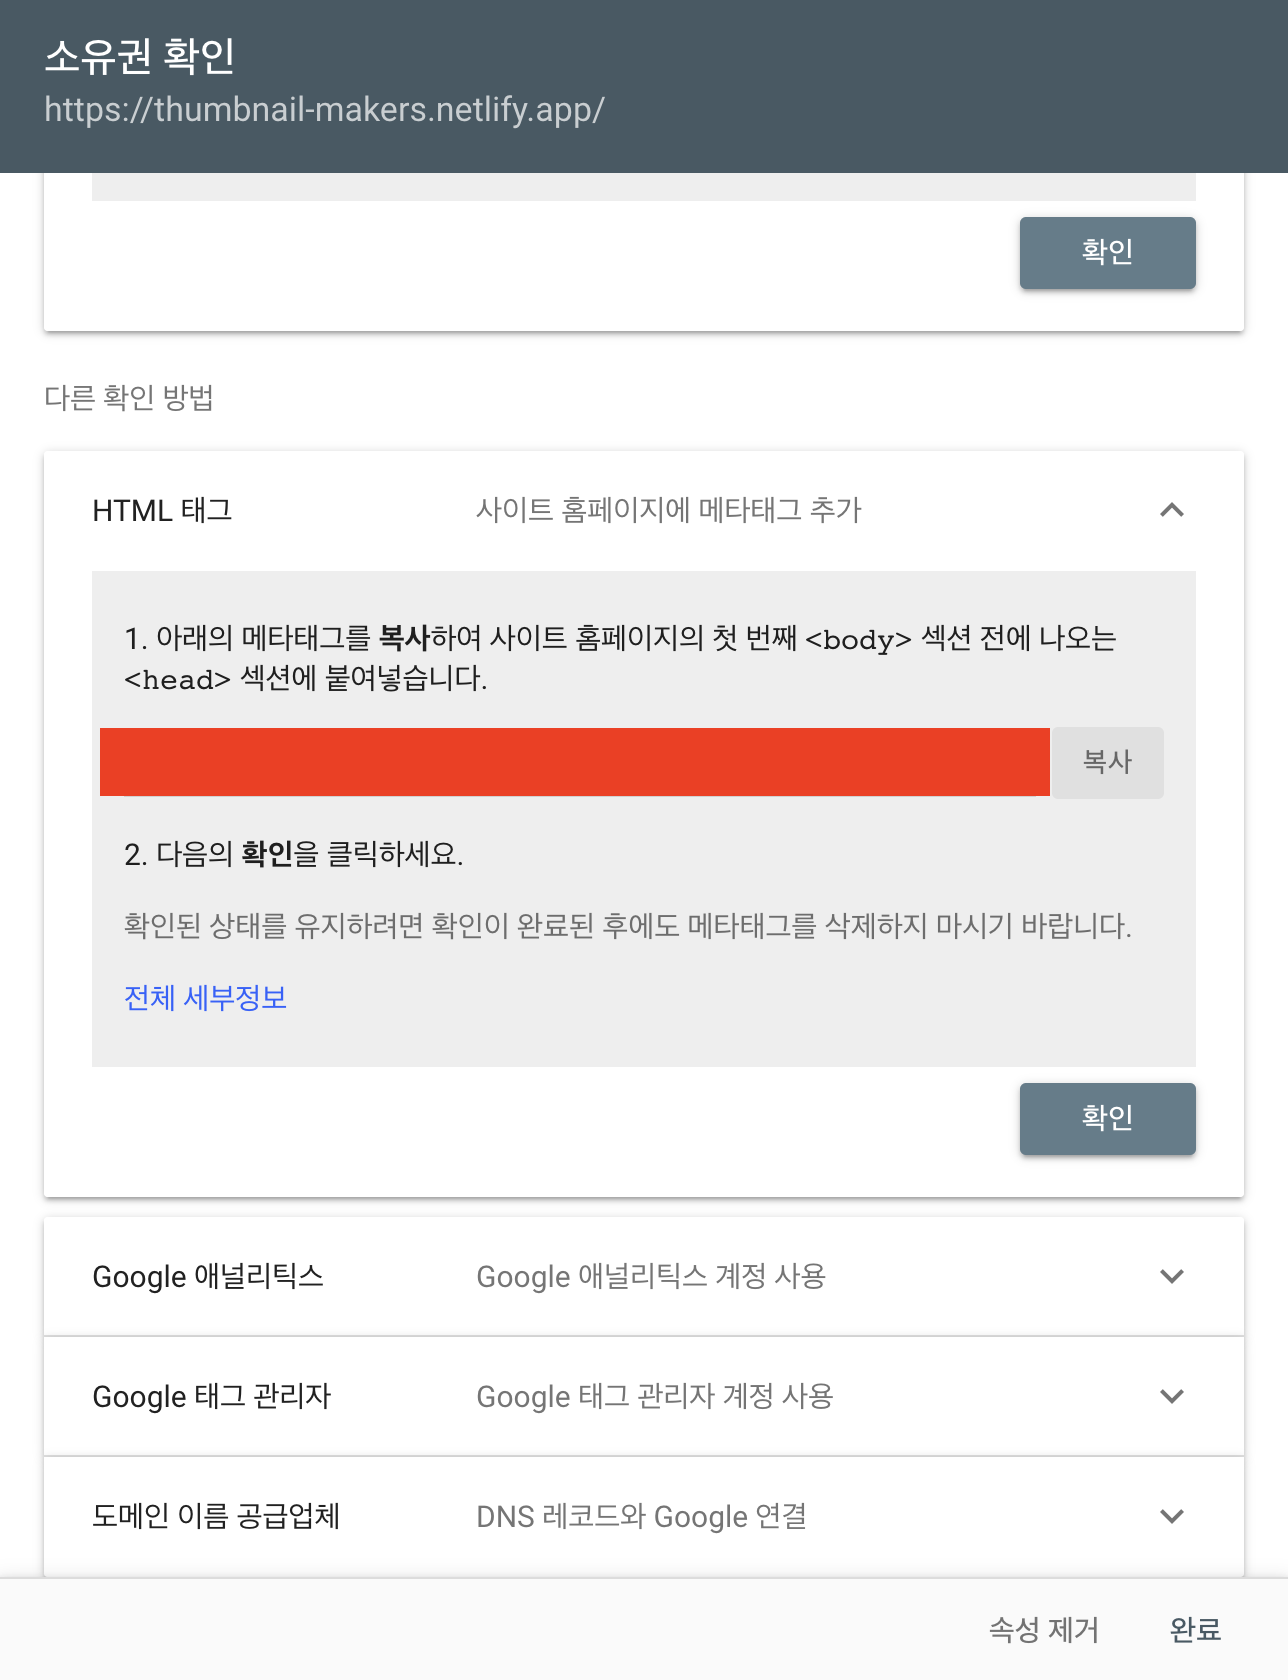 소유권 확인
https://thumbnail-makers.netlify.app/
확인
다른 확인 방법
HTML 태그 사이트 홈페이지에 메타태그 추가
1. 아래의 메타태그를 복사하여 사이트 홈페이지의 첫 번째 <body> 섹션 전에 나오는
<head> 섹션에 붙여넣습니다.
복사
2. 다음의 확인을 클릭하세요.
확인된 상태를 유지하려면 확인이 완료된 후에도 메타태그를 삭제하지 마시기 바랍니다.
전체 세부정보
확인
Google 애널리틱스 Google 애널리틱스 계정 사용
Google 태그 관리자 Google 태그 관리자 계정 사용
도메인 이름 공급업체 DNS 레코드와 Google 연결
속성 제거 완료